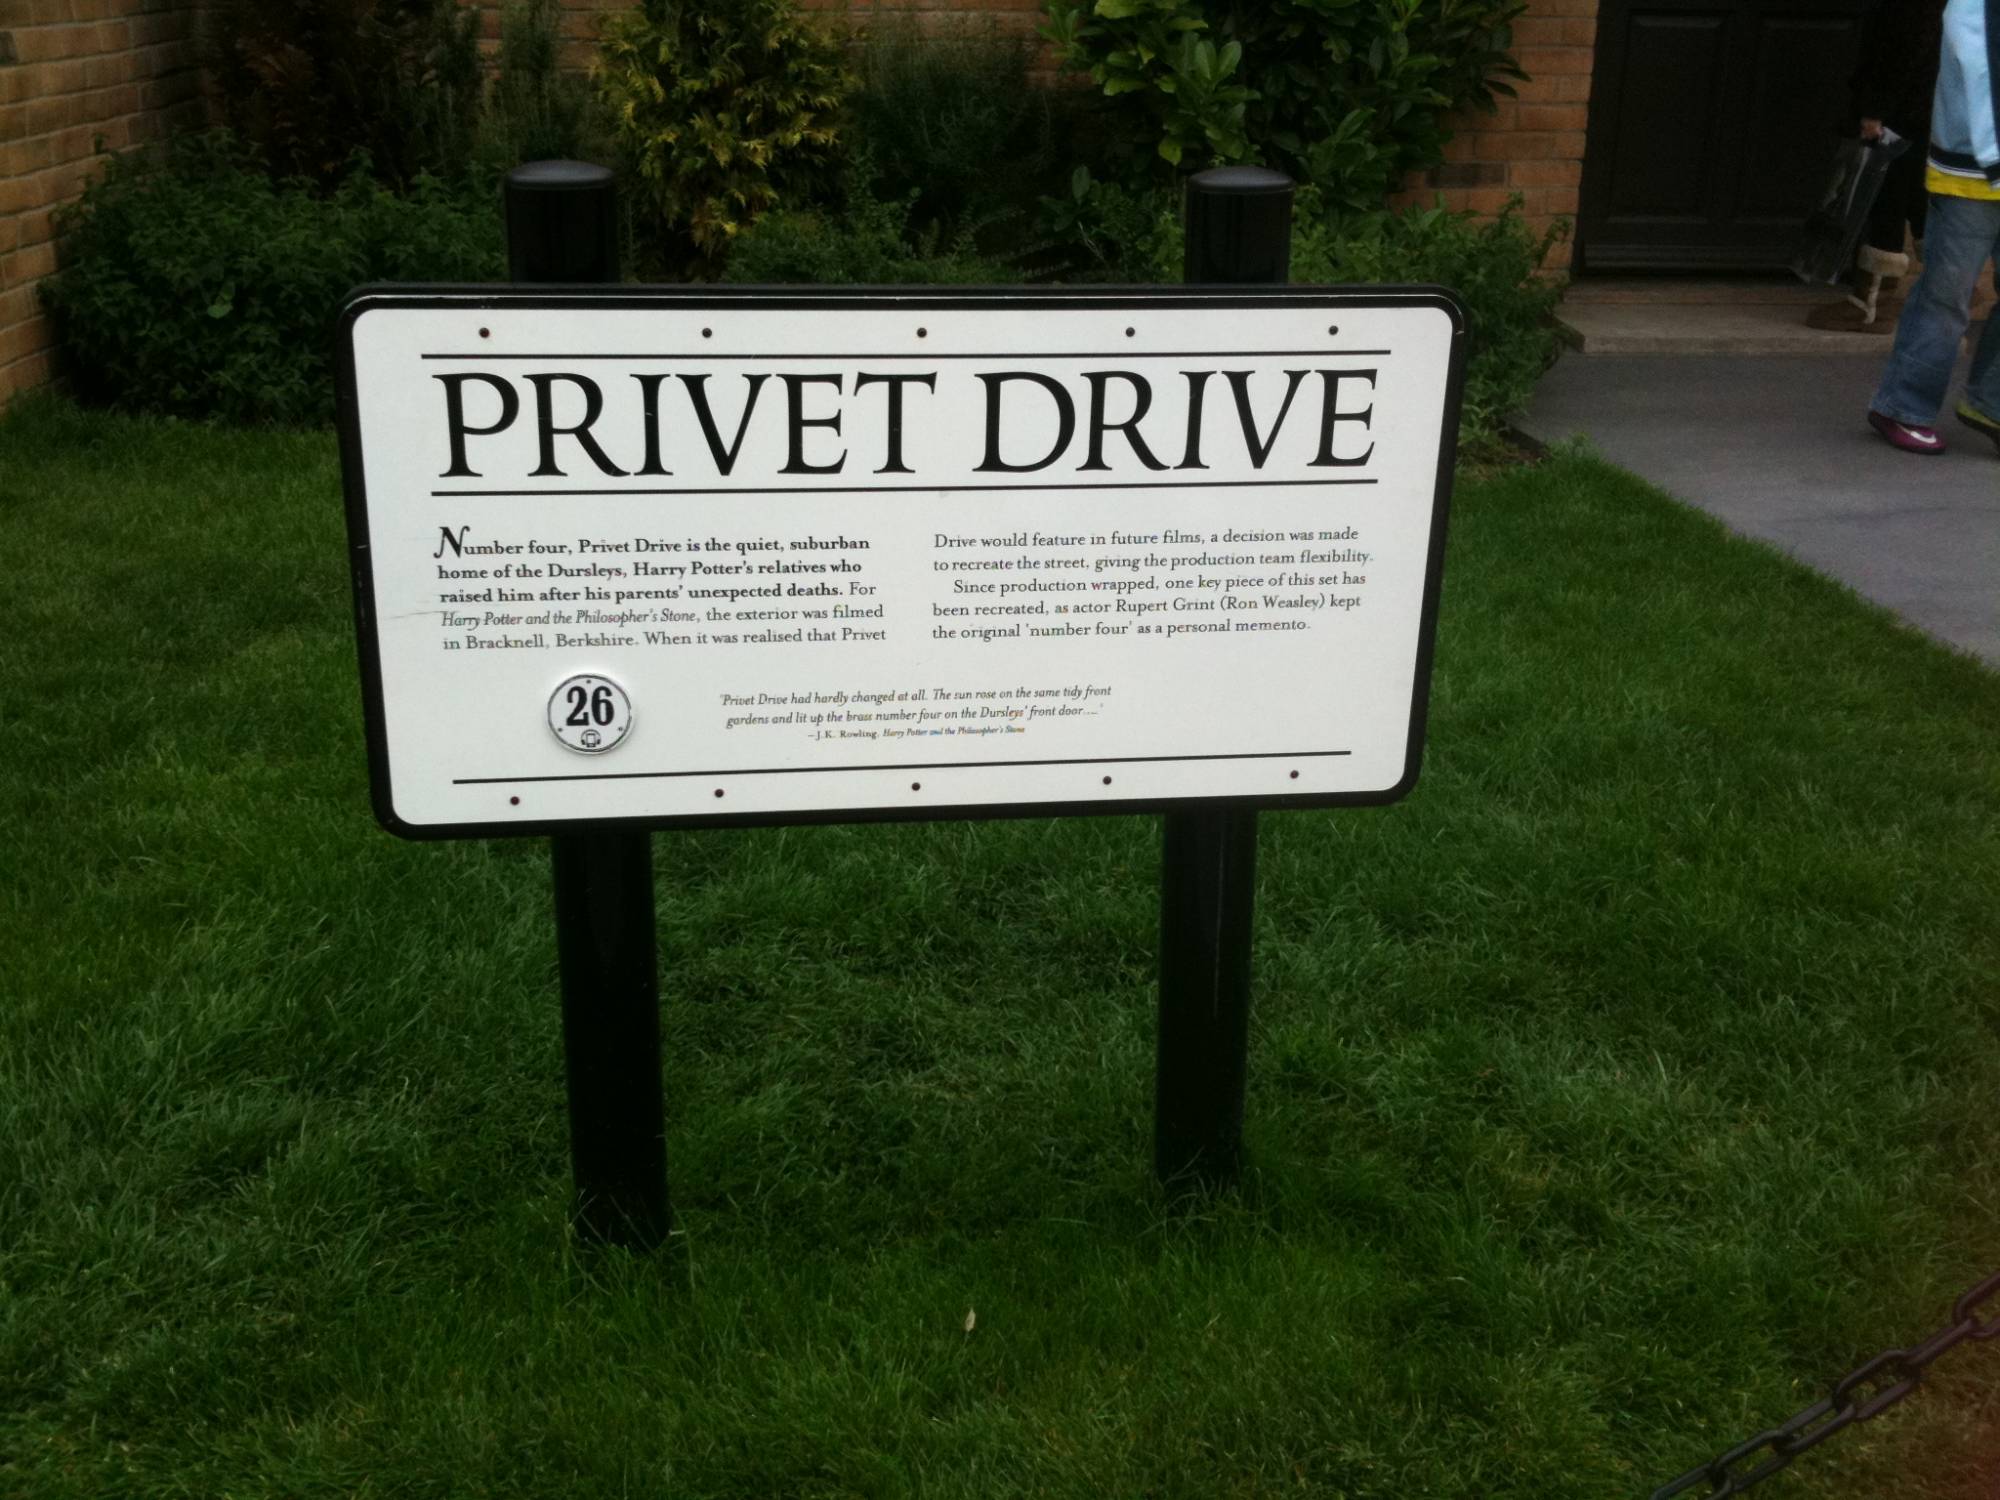 PRIVET DRIVE
Number four, Privet Drive is the quiet, suburban
home of the Dursleys, Harry Potter's relatives who
raised him after his parents' unexpected deaths. For
Harry Potter and the Philosopher's Stone, the exterior was filmed
in Bracknell, Berkshire. When it was realised that Privet
Drive would feature in future films, a decision was made
to recreate the street, giving the production team flexibility.
Since production wrapped, one key piece of this set has
been recreated, as actor Rupert Grint (Ron Weasley) kept
the original 'number four' as a personal memento.
26
"Privet Drive had hardly changed at all. The sun rose on the same tidy front
gardens and lit up the brass number four on the Dursleys' front door...."
–J.K. Rowling, Harry Potter and the Philosopher's Stone